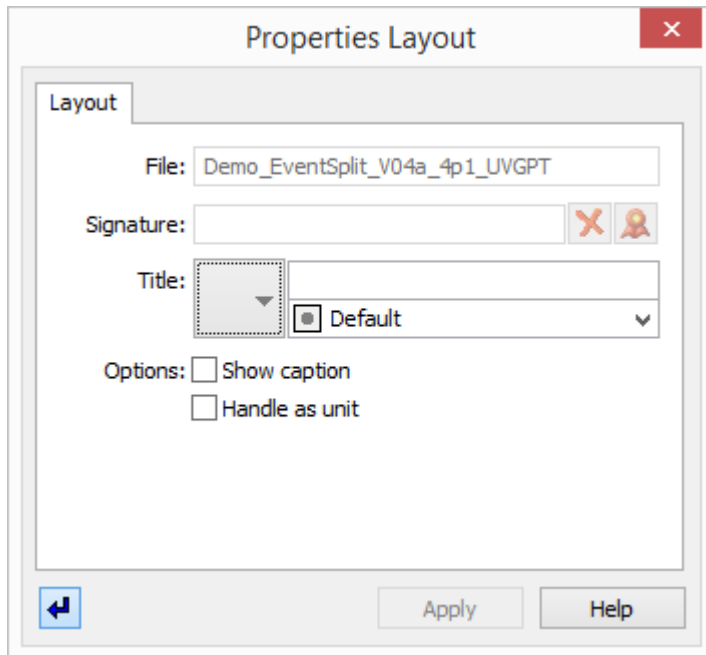 Properties Layout
Layout
File: Demo_EventSplit_V04a_4p1_UVGPT
Signature:
Title:
Default
Options: Show caption
Handle as unit
Apply Help